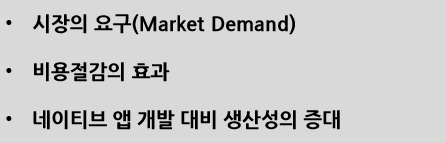 • 시장의 요구(Market Demand)
• 비용절감의 효과
• 네이티브 앱 개발 대비 생산성의 증대